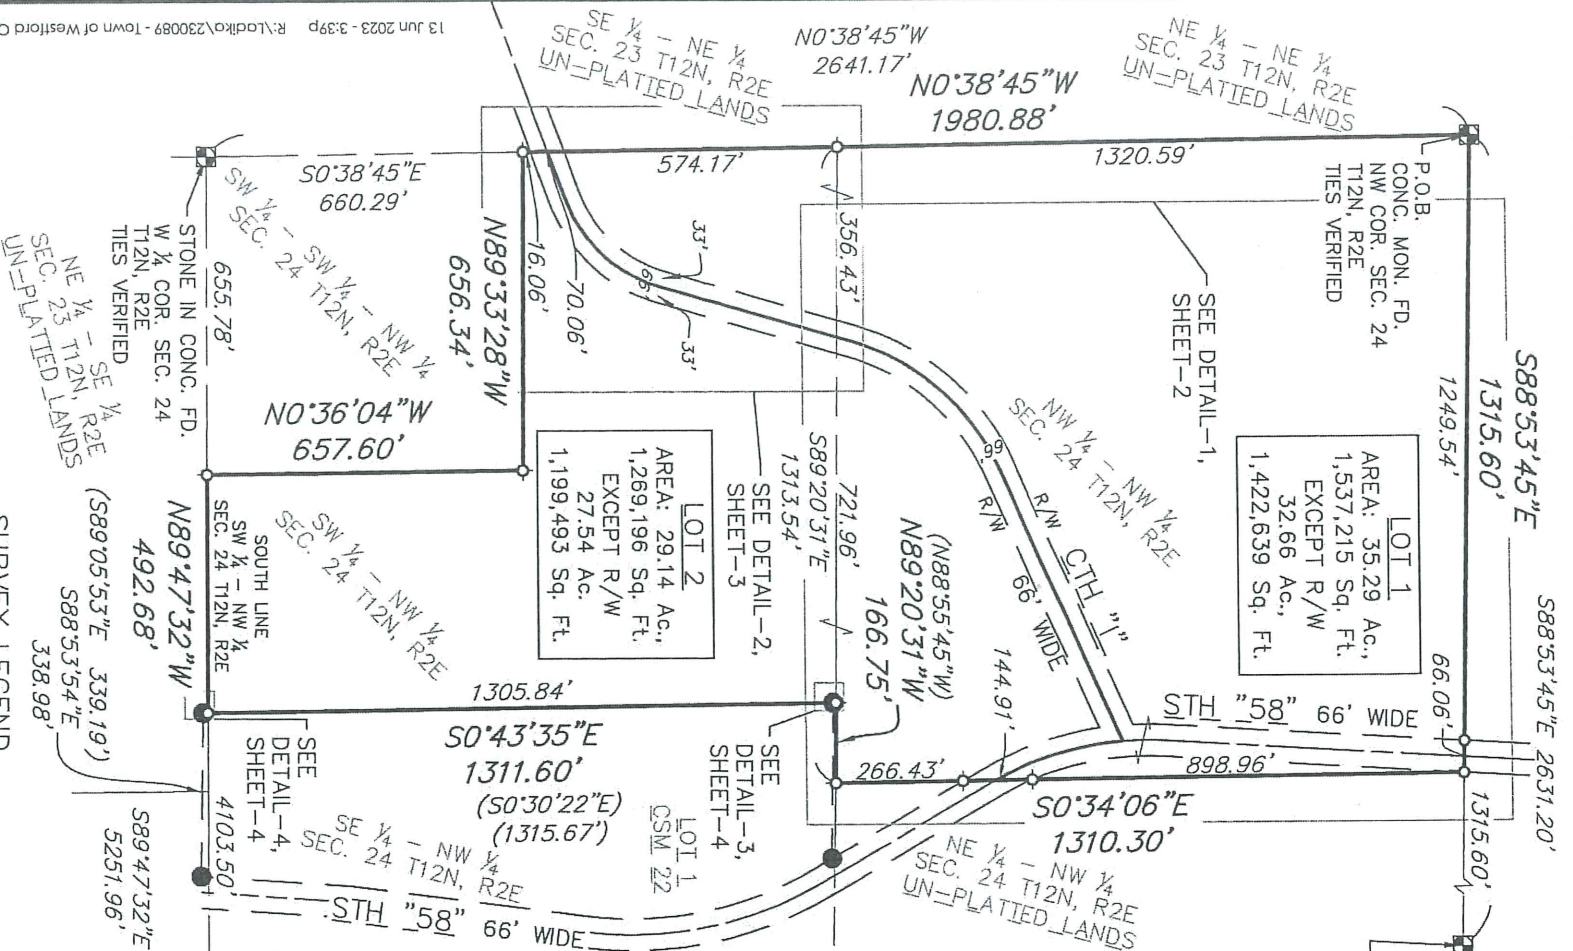 13 Jun 2023 - 3:39p R:\Ladika\230089 - Town of Westford
SE ¼ - NE ¼
SEC. 23 T12N, R2E
UN-PLATTED LANDS
N0°38'45"W
2641.17'
N0°38'45"W
1980.88'
NE ¼ - NE ¼
SEC. 23 T12N, R2E
UN-PLATTED LANDS
574.17'
1320.59'
S0°38'45"E
660.29'
P.O.B.
CONC. MON. FD.
NW COR. SEC. 24
T12N, R2E
TIES VERIFIED
SW ¼ - SW ¼ - NW ¼
SEC. 24 T12N, R2E
STONE IN CONC. FD.
W ¼ COR. SEC. 24
T12N, R2E
TIES VERIFIED
655.78'
NE ¼ - SE ¼
SEC. 23 T12N, R2E
UN-PLATTED LANDS
N89°33'28"W
656.34'
16.06'
70.06'
33'
66'
33'
356.43'
SEE DETAIL-1,
SHEET-2
S88°53'45"E
1315.60'
1249.54'
N0°36'04"W
657.60'
LOT 2
AREA: 29.14 Ac.,
1,269,196 Sq. Ft.
EXCEPT R/W
27.54 Ac.
1,199,493 Sq. Ft.
SEE DETAIL-2,
SHEET-3
S89°20'31"E
1313.54'
721.96'
NW ¼ - NW ¼
SEC. 24 T12N, R2E
66'
R/W
R/W
66' WIDE
CTH "I"
LOT 1
AREA: 35.29 Ac.,
1,537,215 Sq. Ft.
EXCEPT R/W
32.66 Ac.,
1,422,639 Sq. Ft.
SW ¼ - NW ¼
SEC. 24 T12N, R2E
SOUTH LINE
SW ¼ - NW ¼
SEC. 24 T12N, R2E
N89°47'32"W
492.68'
(S89°05'53"E 339.19')
S88°53'54"E
338.98'
(N88°55'45"W)
N89°20'31"W
166.75'
144.91'
66.06'
S88°53'45"E 2631.20'
STH "58" 66' WIDE
1305.84'
S0°43'35"E
1311.60'
(S0°30'22"E)
(1315.67')
SEE
DETAIL-4,
SHEET-4
SEE
DETAIL-3,
SHEET-4
266.43'
898.96'
S0°34'06"E
1310.30'
1315.60'
LOT 1
CSM 22
SE ¼ - NW ¼
SEC. 24 T12N, R2E
NE ¼ - NW ¼
SEC. 24 T12N, R2E
UN-PLATTED LANDS
4103.50'
S89°47'32"E
5251.96'
STH "58" 66' WIDE